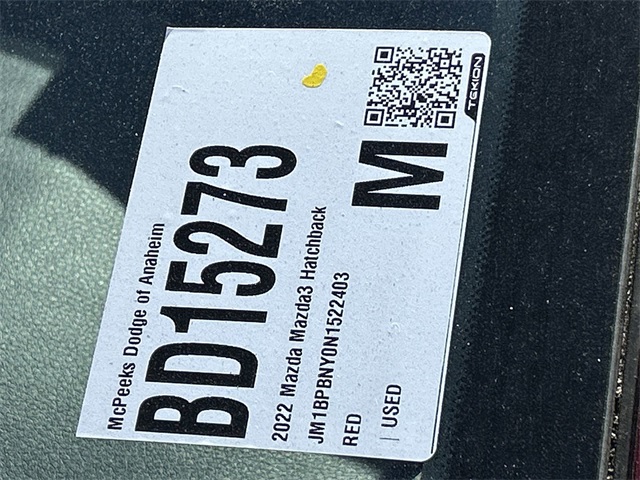 McPeeks Dodge of Anaheim
BD15273
2022 Mazda Mazda3 Hatchback
JM1BPBNY0N1522403
RED
| USED
M
TEKION